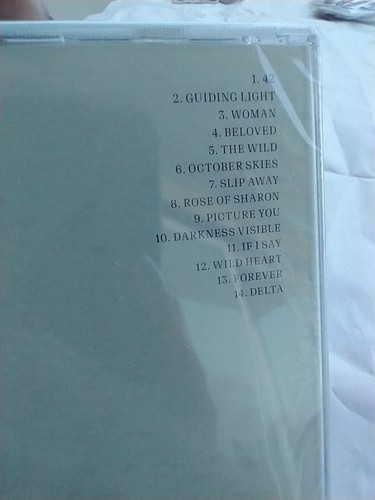 1. 42
2. GUIDING LIGHT
3. WOMAN
4. BELOVED
5. THE WILD
6. OCTOBER SKIES
7. SLIP AWAY
8. ROSE OF SHARON
9. PICTURE YOU
10. DARKNESS VISIBLE
11. IF I SAY
12. WILD HEART
13. FOREVER
14. DELTA